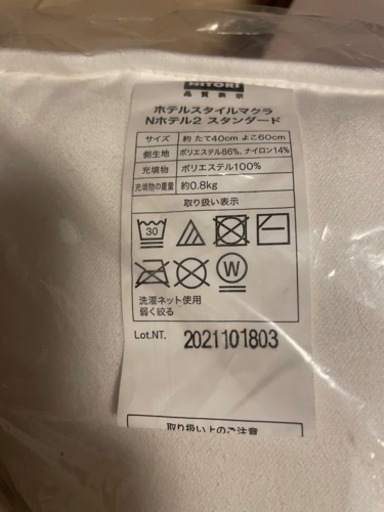 NITORI
品質表示
ホテルスタイルマクラ
Nホテル2 スタンダード
サイズ 約 たて40cm よこ60cm
側生地 ポリエステル86%、ナイロン14%
充填物 ポリエステル100%
充填物の重量 約0.8kg
取り扱い表示
30
W
洗濯ネット使用
弱く絞る
Lot.NT. 2021101803
取り扱い上のご注意